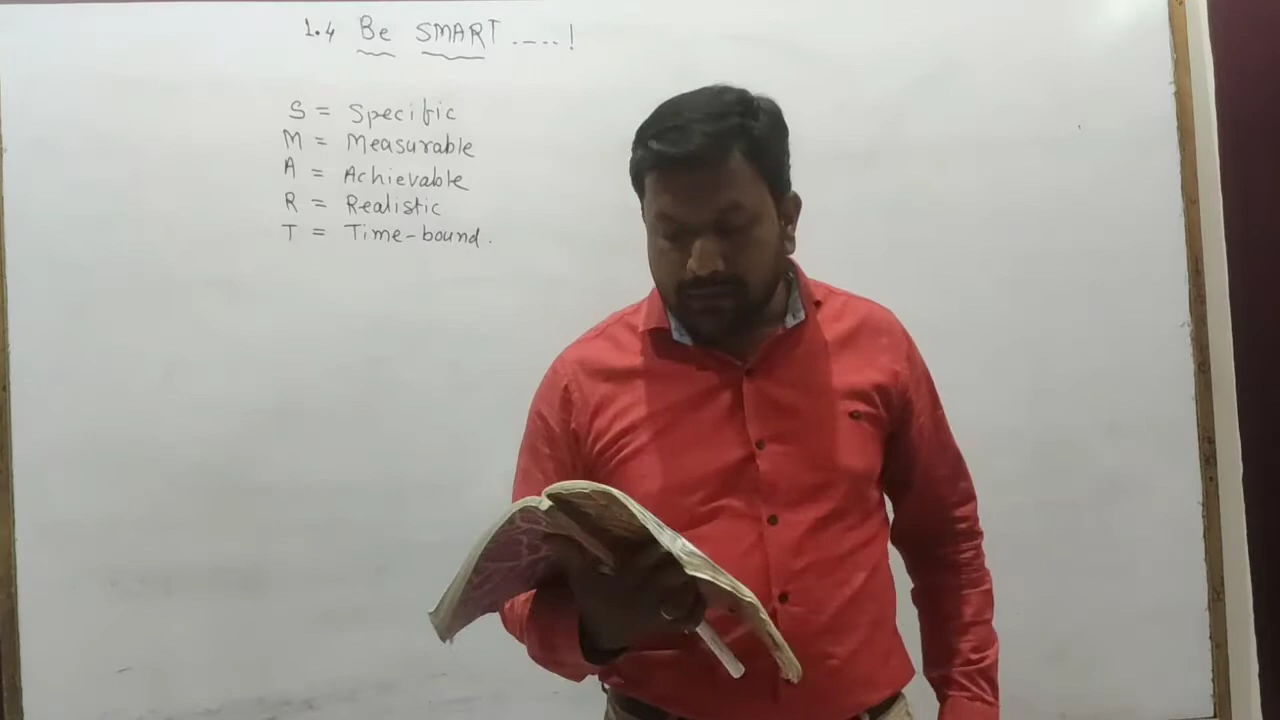 1.4 Be SMART ....!
S = Specific
M = Measurable
A = Achievable
R = Realistic
T = Time-bound.